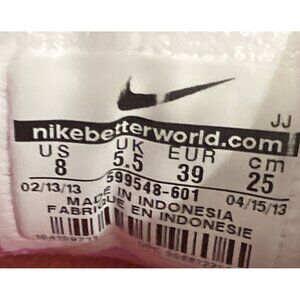 JJ
nikebetterworld.com
US UK EUR cm
8 5.5 39 25
599548-601
02/13/13 04/15/13
MADE IN INDONESIA
FABRIQUE EN INDONESIE